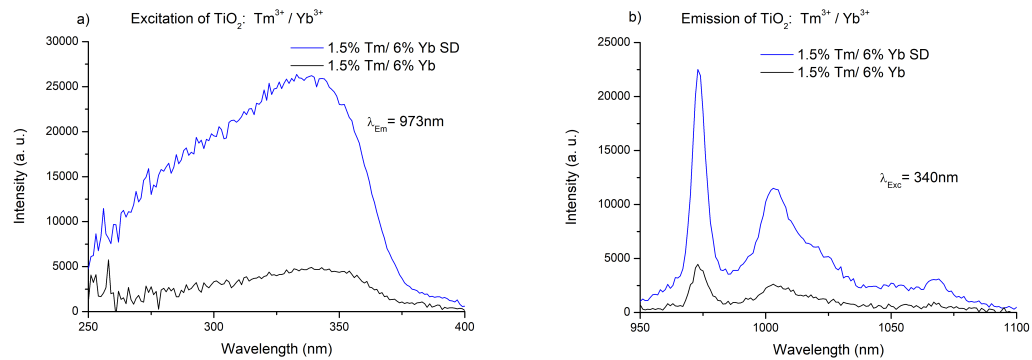 a)
Excitation of TiO₂: Tm³⁺ / Yb³⁺
30000
25000
20000
15000
10000
5000
0
Intensity (a. u.)
1.5% Tm/ 6% Yb SD
1.5% Tm/ 6% Yb
λEm= 973nm
250
300
350
400
Wavelength (nm)
b)
Emission of TiO₂: Tm³⁺ / Yb³⁺
25000
20000
15000
10000
5000
0
Intensity (a. u.)
1.5% Tm/ 6% Yb SD
1.5% Tm/ 6% Yb
λExc= 340nm
950
1000
1050
1100
Wavelength (nm)